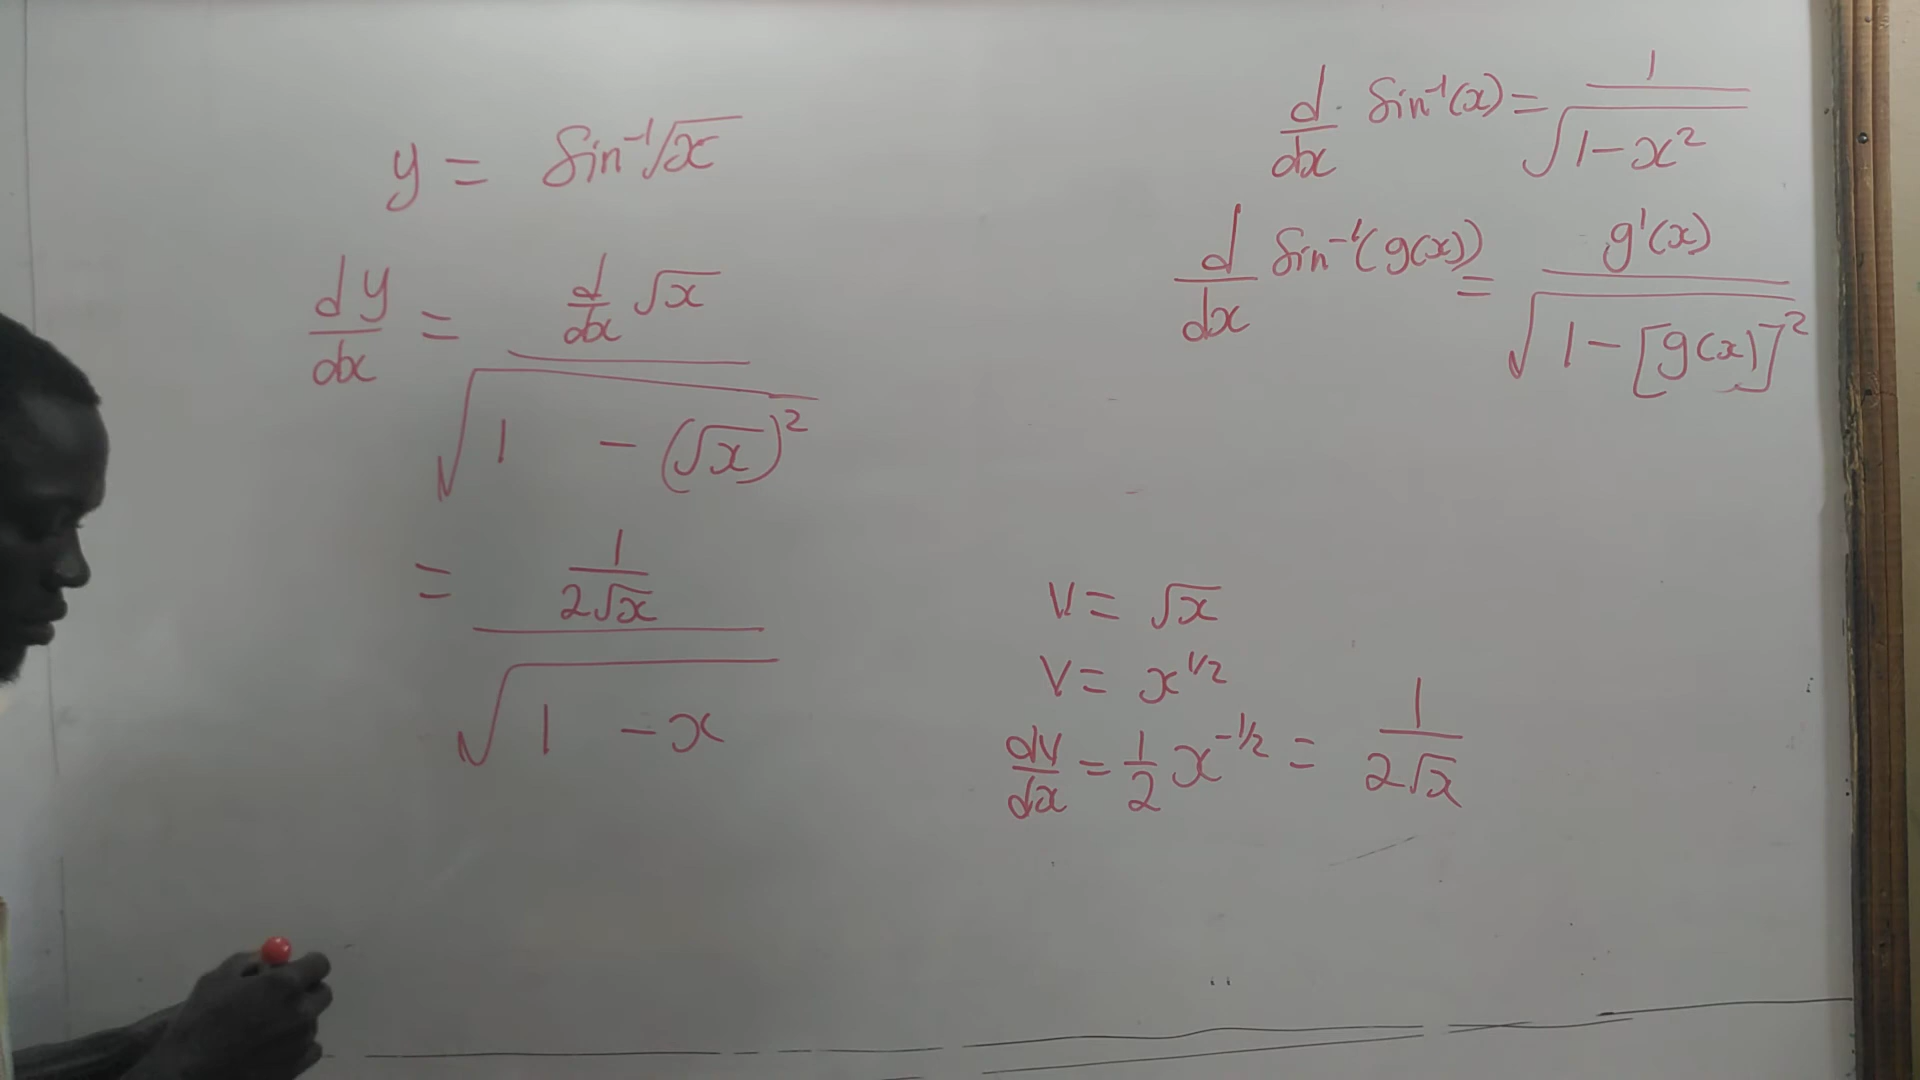 y = Sin⁻¹√x
dy/dx = d/dx √x / √(1 - (√x)²)
= 1/(2√x) / √(1 - x)
d/dx Sin⁻¹(x) = 1/√(1-x²)
d/dx Sin⁻¹(g(x)) = g'(x) / √(1-[g(x)]²)
V = √x
V = x^1/2
dV/dx = 1/2 x^-1/2 = 1/(2√x)